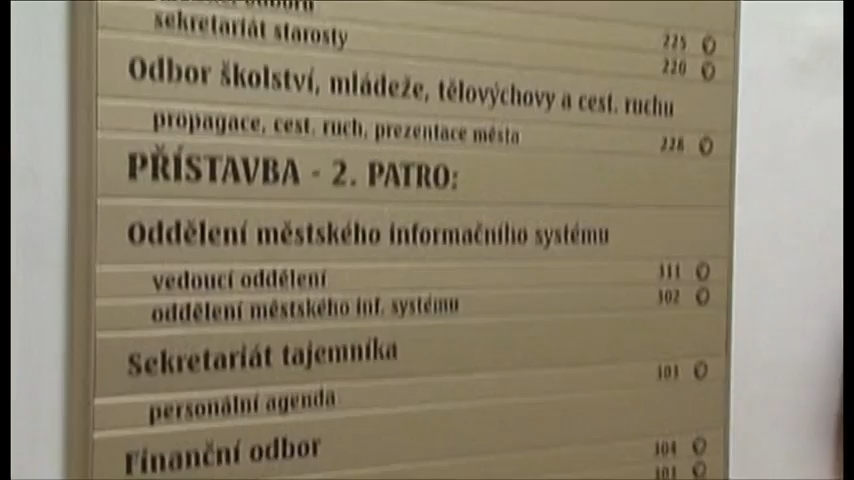 sekretariát starosty 225
220
Odbor školství, mládeže, tělovýchovy a cest. ruchu
propagace, cest. ruch, prezentace města 228
PŘÍSTAVBA - 2. PATRO:
Oddělení městského informačního systému
vedoucí oddělení 311
oddělení městského inf. systému 302
Sekretariát tajemníka
personální agenda 303
Finanční odbor 304
301